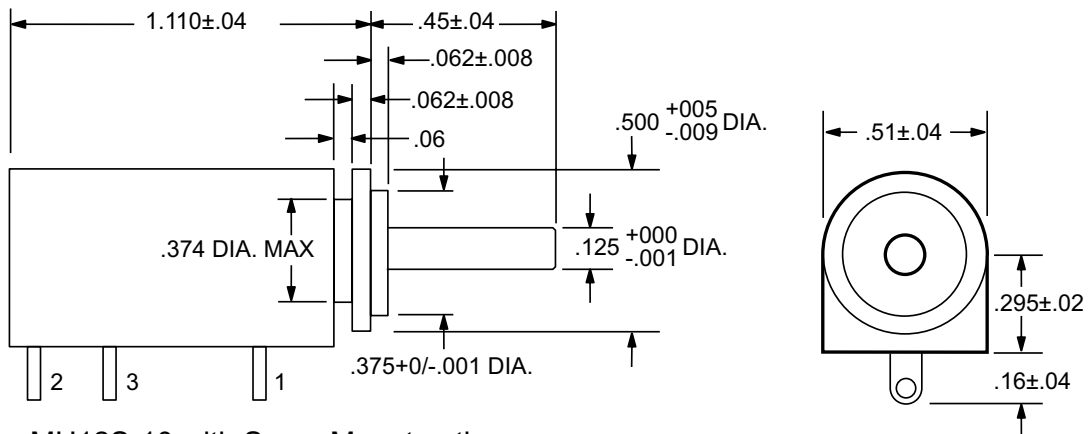 1.110±.04
.45±.04
.062±.008
.062±.008
.06
.500 +005 -.009 DIA.
.51±.04
.374 DIA. MAX
.125 +000 -.001 DIA.
.295±.02
.375+0/-.001 DIA.
.16±.04
2
3
1